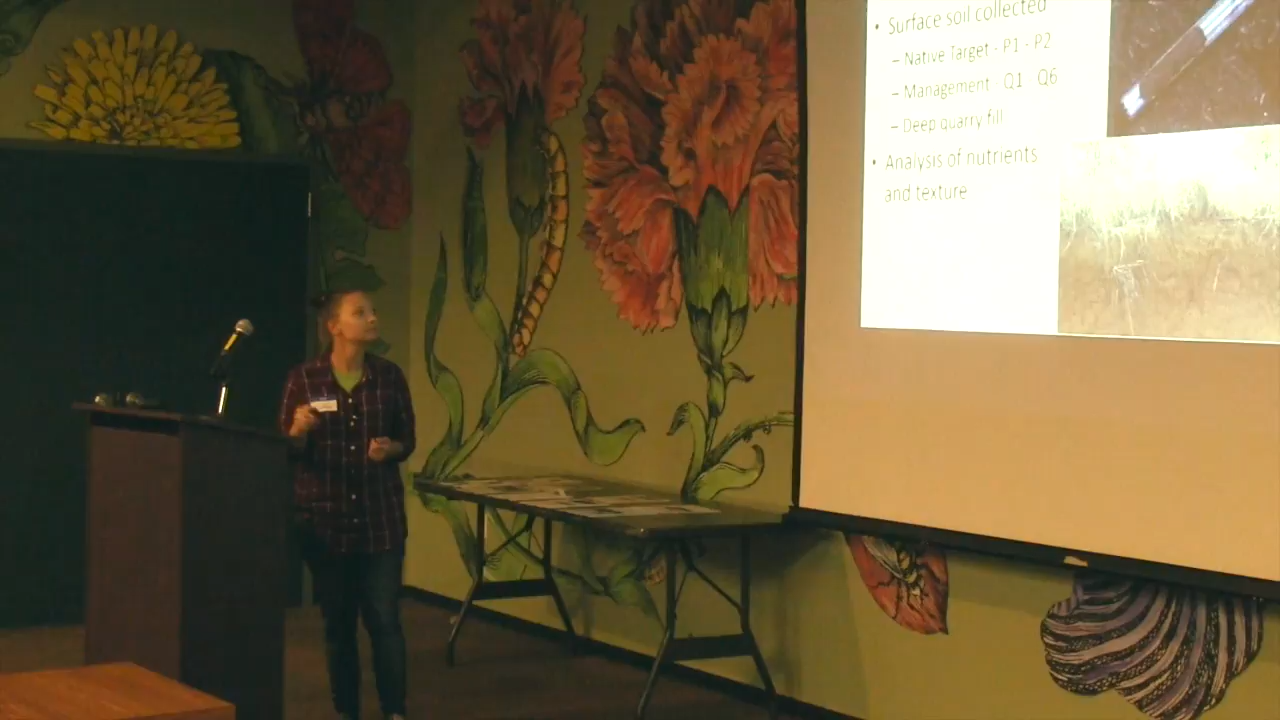 • Surface soil collected
– Native Target - P1 - P2
– Management Q1 Q6
– Deep quarry fill
• Analysis of nutrients
and texture